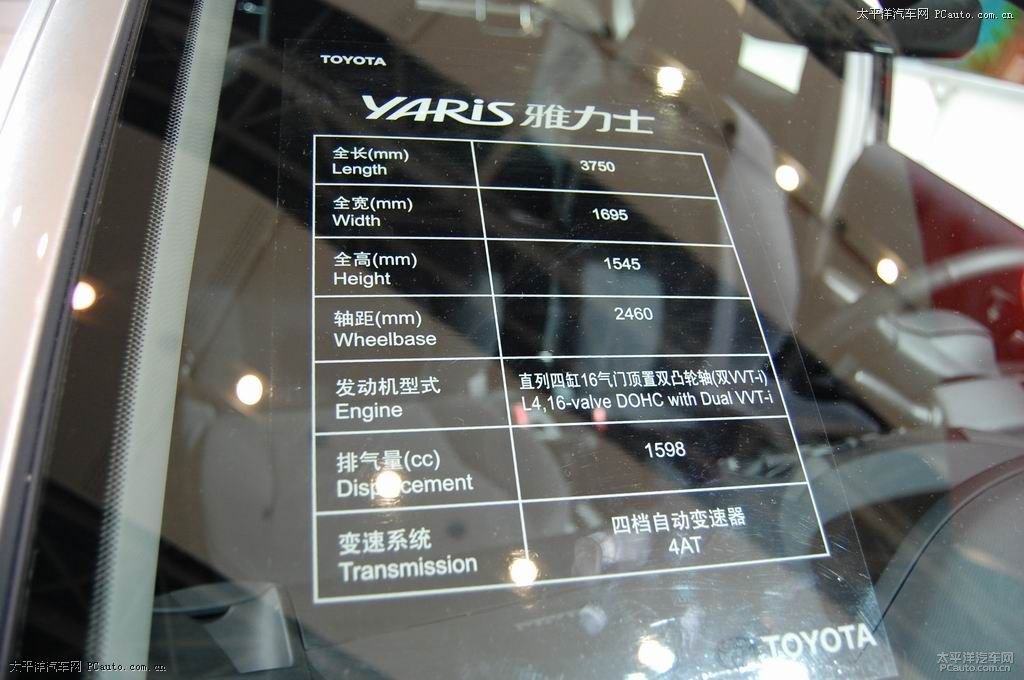 太平洋汽车网 PCauto.com.cn
TOYOTA
YARiS 雅力士
全长(mm)
Length
3750
全宽(mm)
Width
1695
全高(mm)
Height
1545
轴距(mm)
Wheelbase
2460
发动机型式
Engine
直列四缸16气门顶置双凸轮轴(双VVT-i)
L4,16-valve DOHC with Dual VVT-i
排气量(cc)
Displacement
1598
变速系统
Transmission
四档自动变速器
4AT
TOYOTA
太平洋汽车网 PCauto.com.cn
太平洋汽车网
PCauto.com.cn